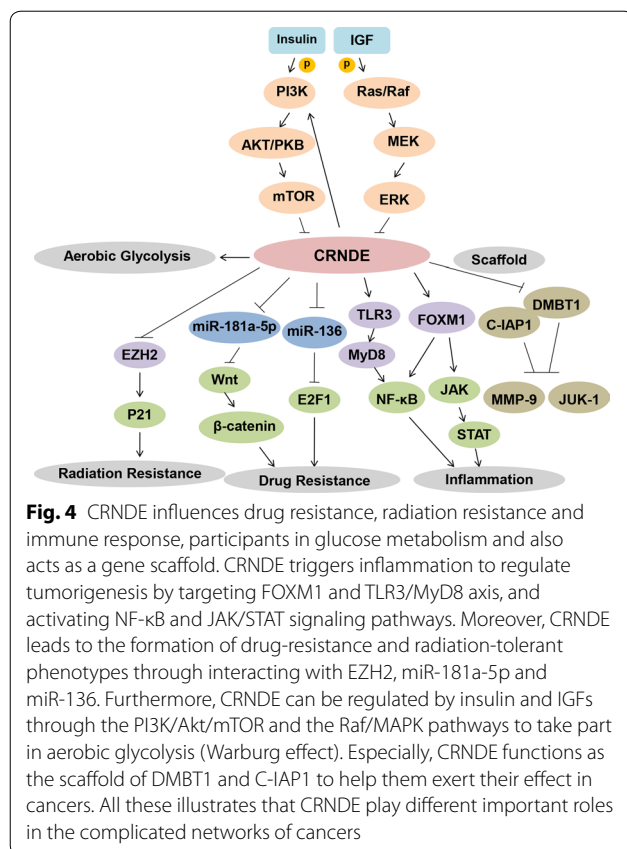 Insulin IGF
P P
PI3K Ras/Raf
AKT/PKB MEK
mTOR ERK
Aerobic Glycolysis CRNDE Scaffold
TLR3 DMBT1
miR-181a-5p miR-136 FOXM1 C-IAP1
EZH2 MyD8
Wnt
P21 E2F1 NF-κB JAK MMP-9 JUK-1
β-catenin STAT
Radiation Resistance Drug Resistance Inflammation
Fig. 4 CRNDE influences drug resistance, radiation resistance and
immune response, participants in glucose metabolism and also
acts as a gene scaffold. CRNDE triggers inflammation to regulate
tumorigenesis by targeting FOXM1 and TLR3/MyD8 axis, and
activating NF-κB and JAK/STAT signaling pathways. Moreover, CRNDE
leads to the formation of drug-resistance and radiation-tolerant
phenotypes through interacting with EZH2, miR-181a-5p and
miR-136. Furthermore, CRNDE can be regulated by insulin and IGFs
through the PI3K/Akt/mTOR and the Raf/MAPK pathways to take part
in aerobic glycolysis (Warburg effect). Especially, CRNDE functions as
the scaffold of DMBT1 and C-IAP1 to help them exert their effect in
cancers. All these illustrates that CRNDE play different important roles
in the complicated networks of cancers